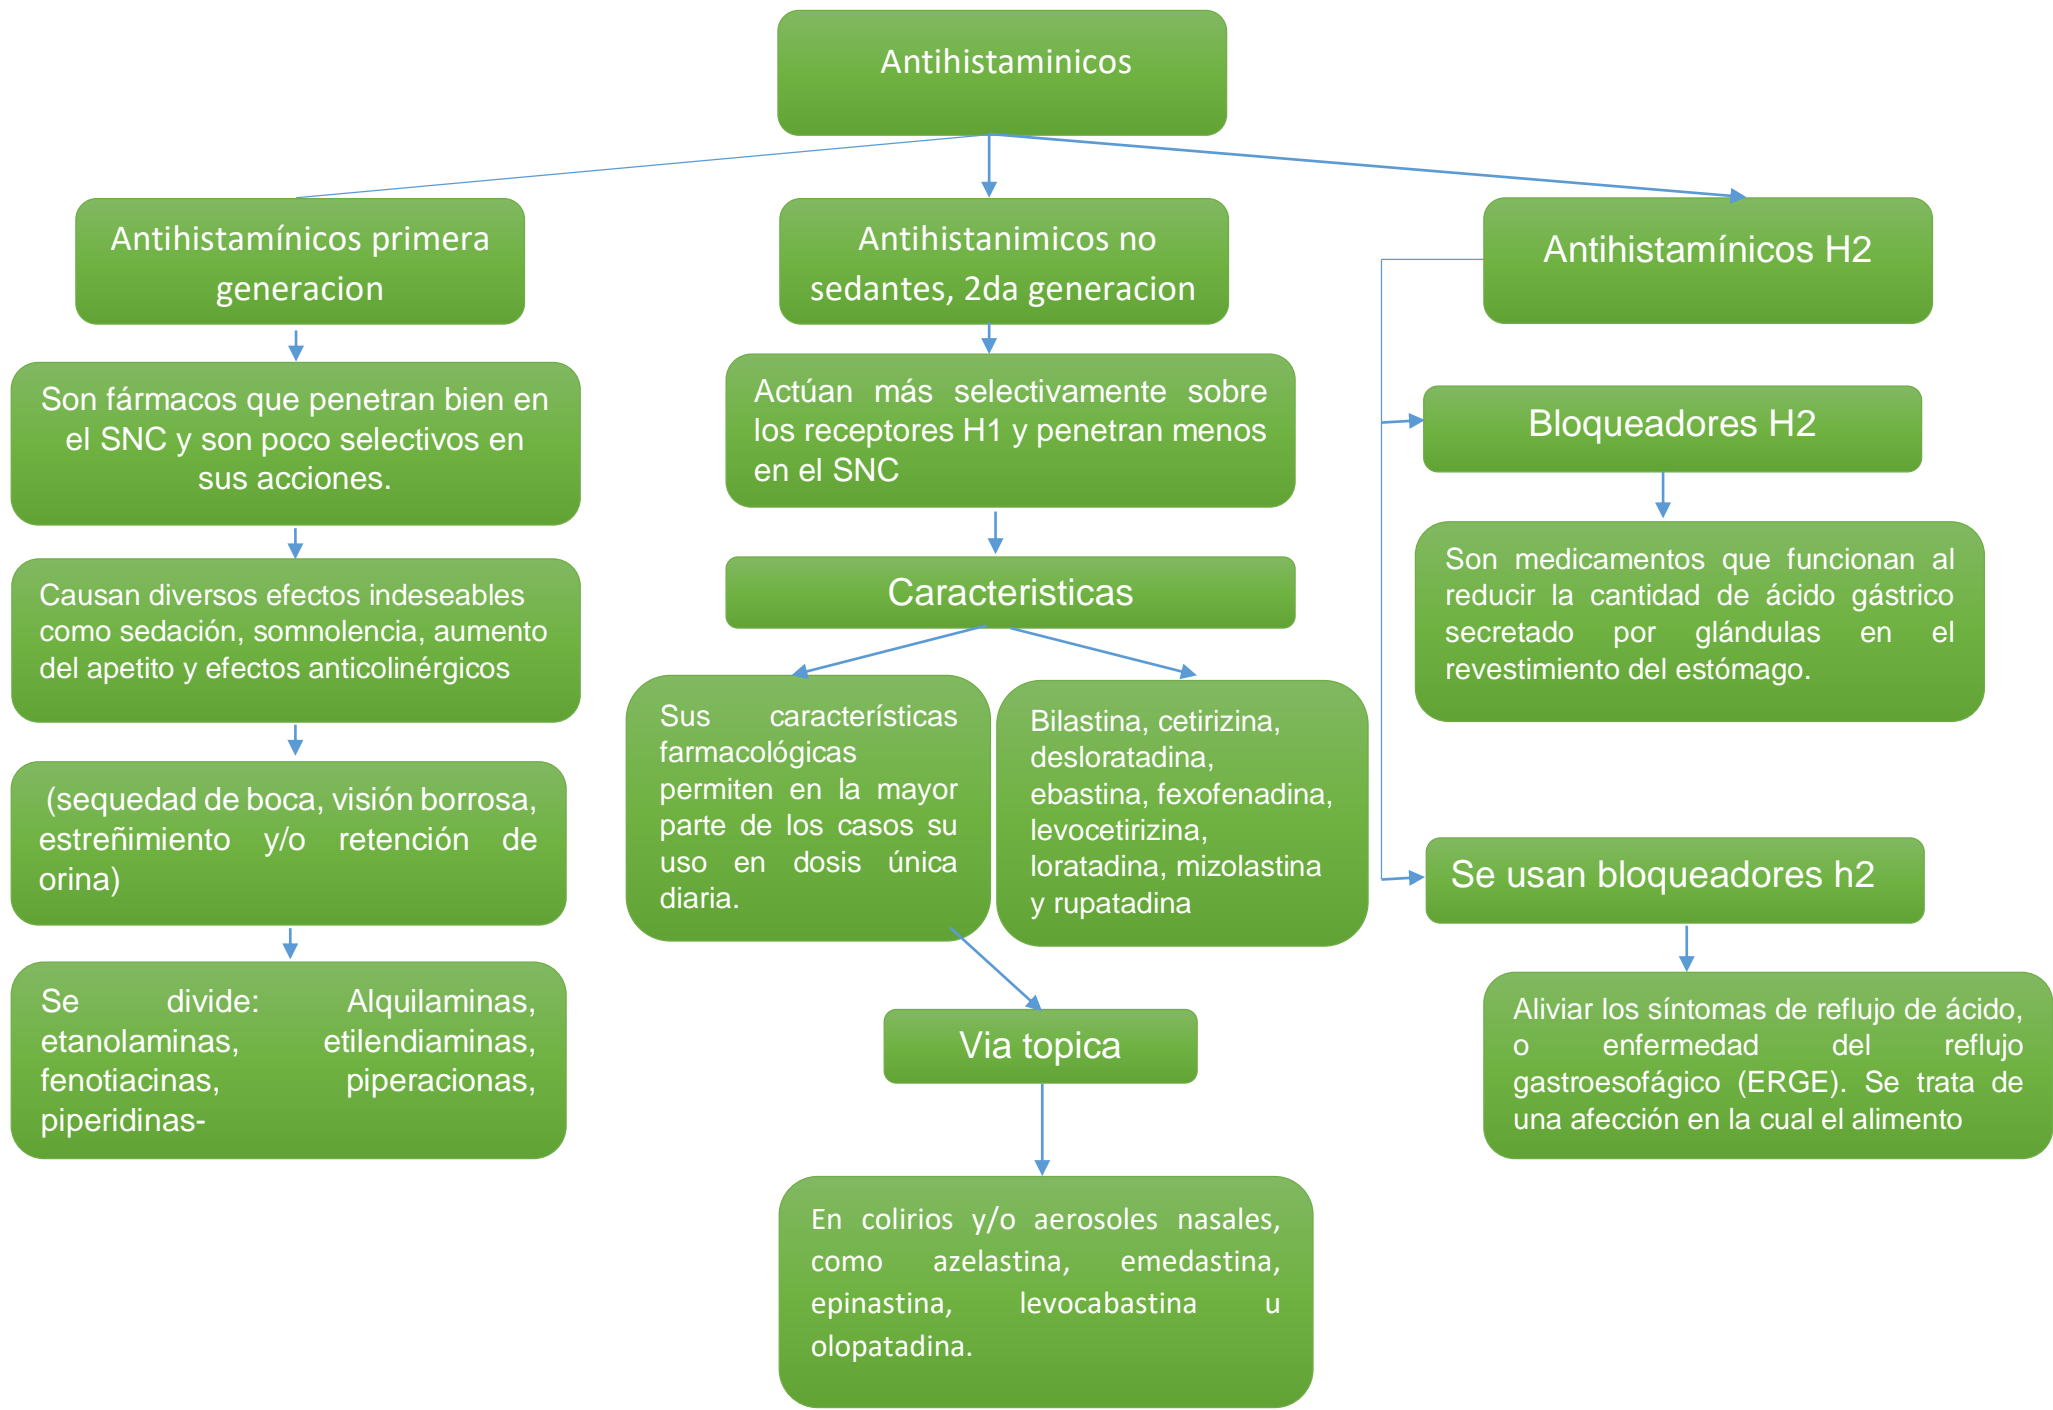 Antihistaminicos
Antihistamínicos primera
generacion
Son fármacos que penetran bien en
el SNC y son poco selectivos en
sus acciones.
Causan diversos efectos indeseables
como sedación, somnolencia, aumento
del apetito y efectos anticolinérgicos
(sequedad de boca, visión borrosa,
estreñimiento y/o retención de
orina)
Se divide: Alquilaminas,
etanolaminas, etilendiaminas,
fenotiacinas, piperacionas,
piperidinas-
Antihistanimicos no
sedantes, 2da generacion
Actúan más selectivamente sobre
los receptores H1 y penetran menos
en el SNC
Caracteristicas
Sus características
farmacológicas
permiten en la mayor
parte de los casos su
uso en dosis única
diaria.
Bilastina, cetirizina,
desloratadina,
ebastina, fexofenadina,
levocetirizina,
loratadina, mizolastina
y rupatadina
Via topica
En colirios y/o aerosoles nasales,
como azelastina, emedastina,
epinastina, levocabastina u
olopatadina.
Antihistamínicos H2
Bloqueadores H2
Son medicamentos que funcionan al
reducir la cantidad de ácido gástrico
secretado por glándulas en el
revestimiento del estómago.
Se usan bloqueadores h2
Aliviar los síntomas de reflujo de ácido,
o enfermedad del reflujo
gastroesofágico (ERGE). Se trata de
una afección en la cual el alimento